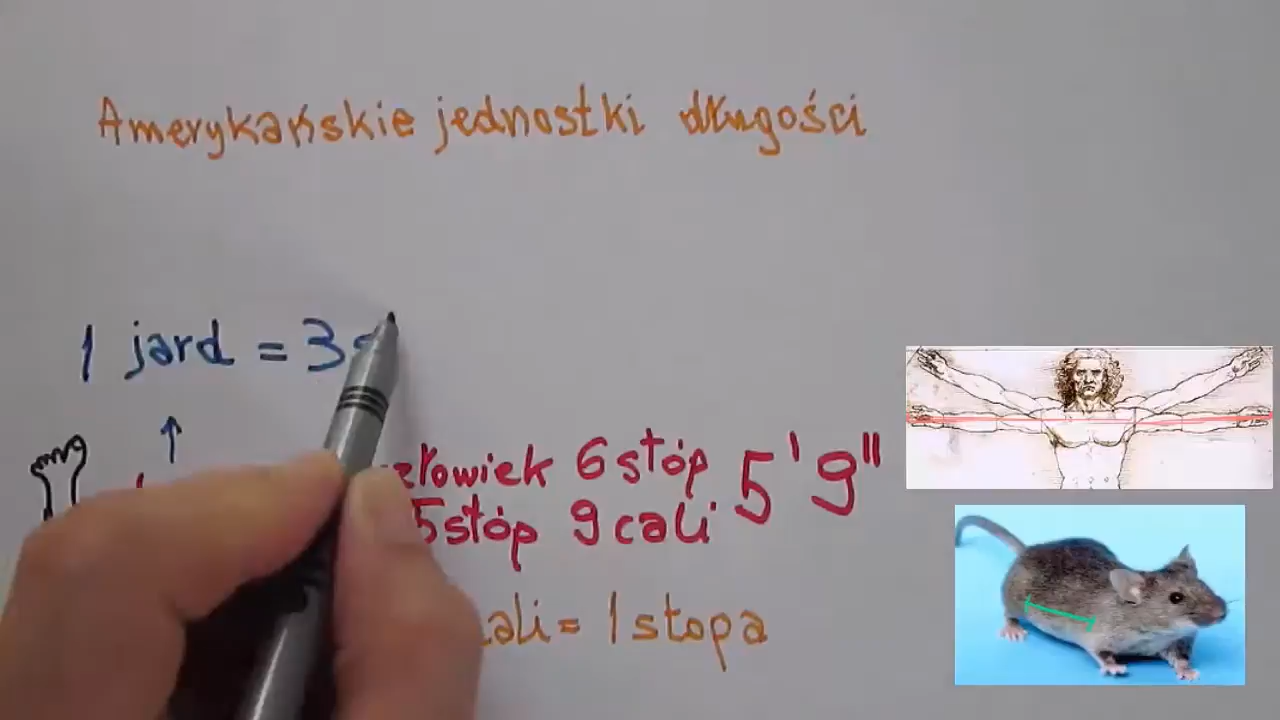 Amerykańskie jednostki długości
1 jard = 3
człowiek 6 stóp
5 stóp 9 cali
5' 9"
cali = 1 stopa